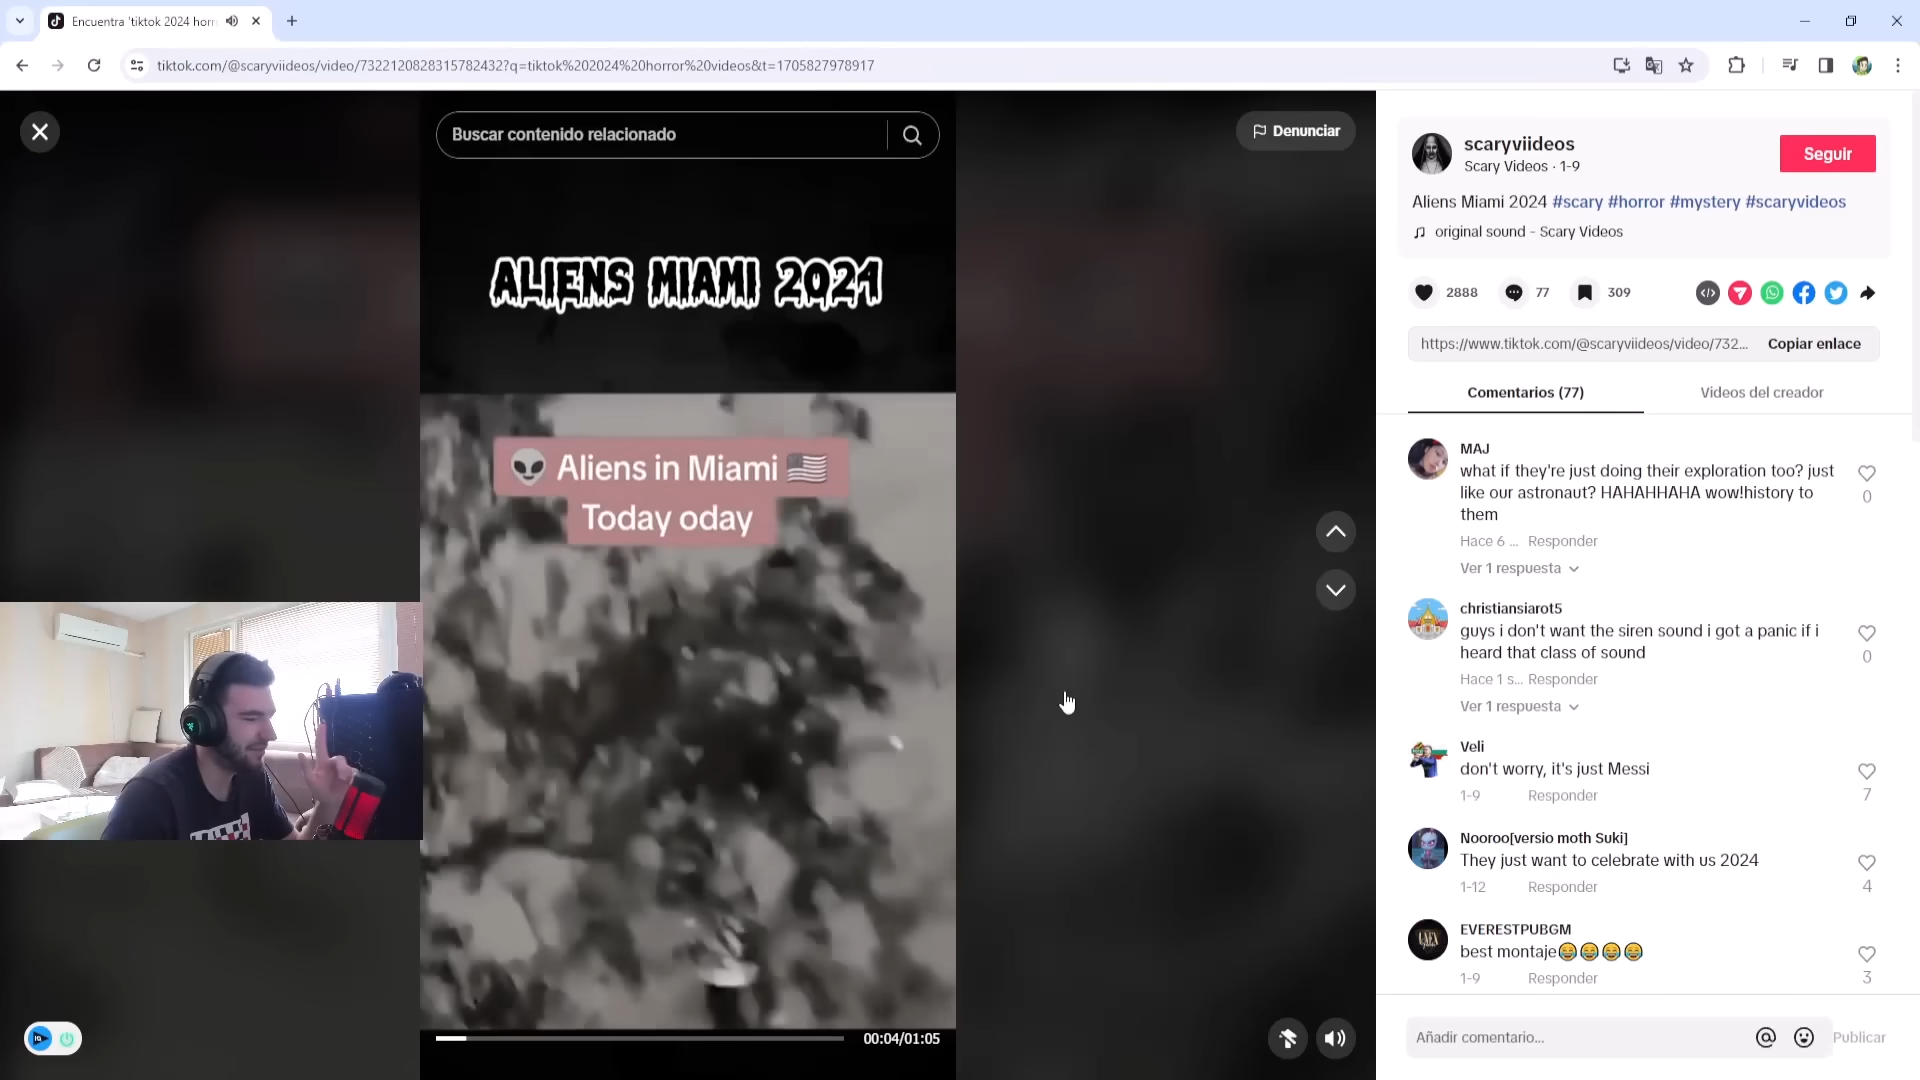 Encuentra 'tiktok 2024 horr
tiktok.com/@scaryviideos/video/7322120828315782432?q=tiktok%202024%20horror%20videos&t=1705827978917
Buscar contenido relacionado
Denunciar
ALIENS MIAMI 2024
👽 Aliens in Miami 🇺🇸
Today oday
00:04/01:05
scaryviideos
Scary Videos · 1-9
Seguir
Aliens Miami 2024 #scary #horror #mystery #scaryvideos
original sound - Scary Videos
2888
77
309
https://www.tiktok.com/@scaryviideos/video/732...
Copiar enlace
Comentarios (77)
Videos del creador
MAJ
what if they're just doing their exploration too? just
like our astronaut? HAHAHHAHA wow!history to
them
0
Hace 6 ... Responder
Ver 1 respuesta
christiansiarot5
guys i don't want the siren sound i got a panic if i
heard that class of sound
0
Hace 1 s... Responder
Ver 1 respuesta
Veli
don't worry, it's just Messi
7
1-9 Responder
Nooroo[versio moth Suki]
They just want to celebrate with us 2024
4
1-12 Responder
EVERESTPUBGM
best montaje😂😂😂😂
3
1-9 Responder
Añadir comentario...
Publicar